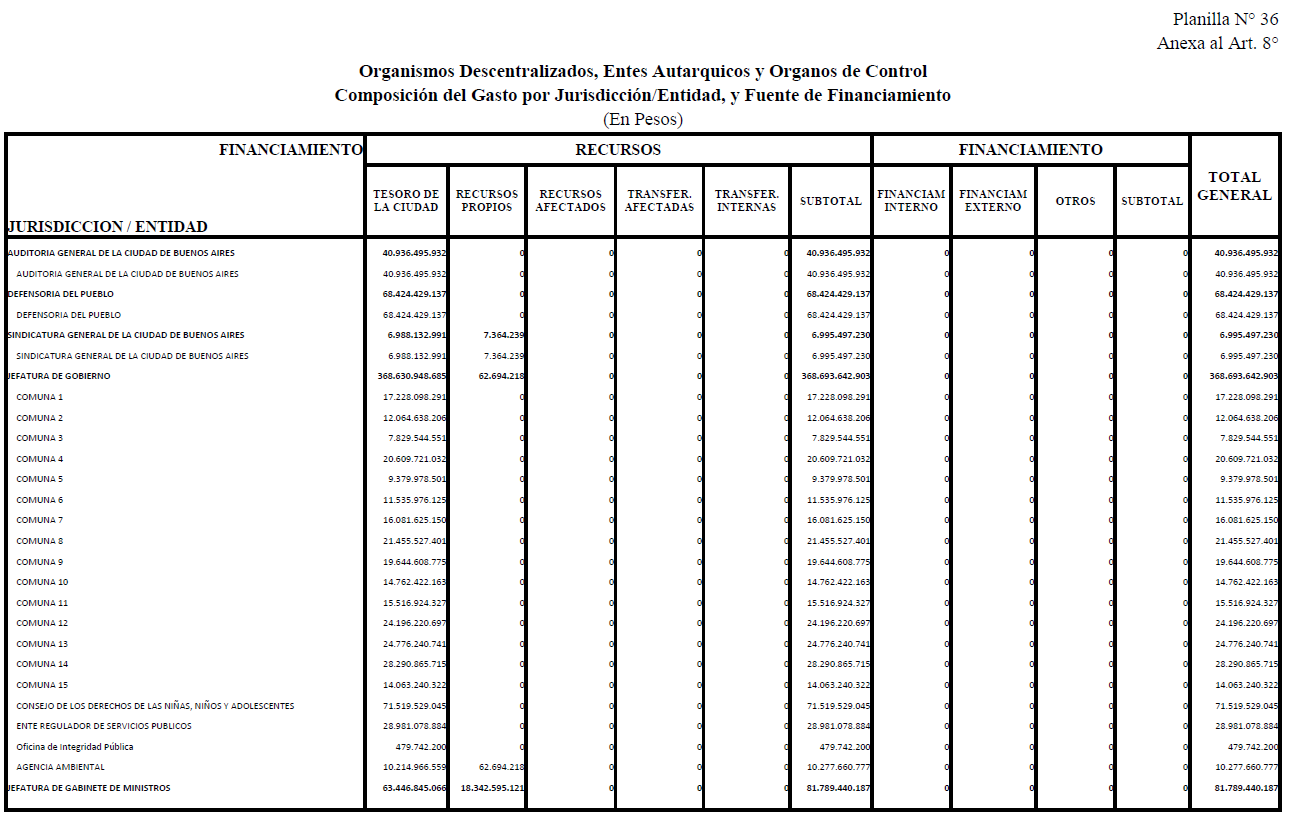 Planilla N° 36
Anexa al Art. 8°
Organismos Descentralizados, Entes Autarquicos y Organos de Control
Composición del Gasto por Jurisdicción/Entidad, y Fuente de Financiamiento
(En Pesos)
FINANCIAMIENTO RECURSOS FINANCIAMIENTO TOTAL GENERAL
JURISDICCION / ENTIDAD TESORO DE LA CIUDAD RECURSOS PROPIOS RECURSOS AFECTADOS TRANSFER. AFECTADAS TRANSFER. INTERNAS SUBTOTAL FINANCIAM INTERNO FINANCIAM EXTERNO OTROS SUBTOTAL
AUDITORIA GENERAL DE LA CIUDAD DE BUENOS AIRES 40.936.495.932 0 0 0 0 40.936.495.932 0 0 0 0 40.936.495.932
AUDITORIA GENERAL DE LA CIUDAD DE BUENOS AIRES 40.936.495.932 0 0 0 0 40.936.495.932 0 0 0 0 40.936.495.932
DEFENSORIA DEL PUEBLO 68.424.429.137 0 0 0 0 68.424.429.137 0 0 0 0 68.424.429.137
DEFENSORIA DEL PUEBLO 68.424.429.137 0 0 0 0 68.424.429.137 0 0 0 0 68.424.429.137
SINDICATURA GENERAL DE LA CIUDAD DE BUENOS AIRES 6.988.132.991 7.364.239 0 0 0 6.995.497.230 0 0 0 0 6.995.497.230
SINDICATURA GENERAL DE LA CIUDAD DE BUENOS AIRES 6.988.132.991 7.364.239 0 0 0 6.995.497.230 0 0 0 0 6.995.497.230
JEFATURA DE GOBIERNO 368.630.948.685 62.694.218 0 0 0 368.693.642.903 0 0 0 0 368.693.642.903
COMUNA 1 17.228.098.291 0 0 0 0 17.228.098.291 0 0 0 0 17.228.098.291
COMUNA 2 12.064.638.206 0 0 0 0 12.064.638.206 0 0 0 0 12.064.638.206
COMUNA 3 7.829.544.551 0 0 0 0 7.829.544.551 0 0 0 0 7.829.544.551
COMUNA 4 20.609.721.032 0 0 0 0 20.609.721.032 0 0 0 0 20.609.721.032
COMUNA 5 9.379.978.501 0 0 0 0 9.379.978.501 0 0 0 0 9.379.978.501
COMUNA 6 11.535.976.125 0 0 0 0 11.535.976.125 0 0 0 0 11.535.976.125
COMUNA 7 16.081.625.150 0 0 0 0 16.081.625.150 0 0 0 0 16.081.625.150
COMUNA 8 21.455.527.401 0 0 0 0 21.455.527.401 0 0 0 0 21.455.527.401
COMUNA 9 19.644.608.775 0 0 0 0 19.644.608.775 0 0 0 0 19.644.608.775
COMUNA 10 14.762.422.163 0 0 0 0 14.762.422.163 0 0 0 0 14.762.422.163
COMUNA 11 15.516.924.327 0 0 0 0 15.516.924.327 0 0 0 0 15.516.924.327
COMUNA 12 24.196.220.697 0 0 0 0 24.196.220.697 0 0 0 0 24.196.220.697
COMUNA 13 24.776.240.741 0 0 0 0 24.776.240.741 0 0 0 0 24.776.240.741
COMUNA 14 28.290.865.715 0 0 0 0 28.290.865.715 0 0 0 0 28.290.865.715
COMUNA 15 14.063.240.322 0 0 0 0 14.063.240.322 0 0 0 0 14.063.240.322
CONSEJO DE LOS DERECHOS DE LAS NIÑAS, NIÑOS Y ADOLESCENTES 71.519.529.045 0 0 0 0 71.519.529.045 0 0 0 0 71.519.529.045
ENTE REGULADOR DE SERVICIOS PUBLICOS 28.981.078.884 0 0 0 0 28.981.078.884 0 0 0 0 28.981.078.884
Oficina de Integridad Pública 479.742.200 0 0 0 0 479.742.200 0 0 0 0 479.742.200
AGENCIA AMBIENTAL 10.214.966.559 62.694.218 0 0 0 10.277.660.777 0 0 0 0 10.277.660.777
JEFATURA DE GABINETE DE MINISTROS 63.446.845.066 18.342.595.121 0 0 0 81.789.440.187 0 0 0 0 81.789.440.187